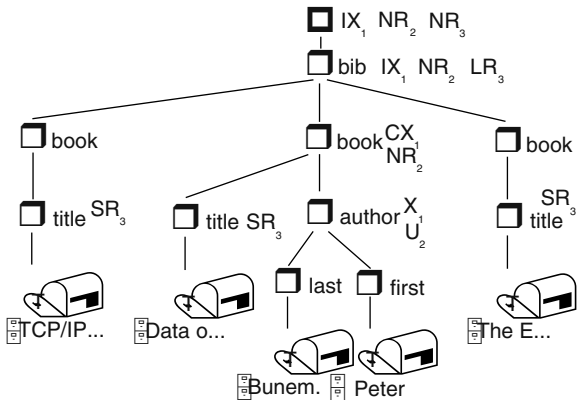 IX₁ NR₂ NR₃
bib IX₁ NR₂ LR₃
book
book CX₁
NR₂
book
title SR₃
title SR₃
author X₁
U₂
SR₃
title
last
first
TCP/IP...
Data o...
The E...
Bunem.
Peter